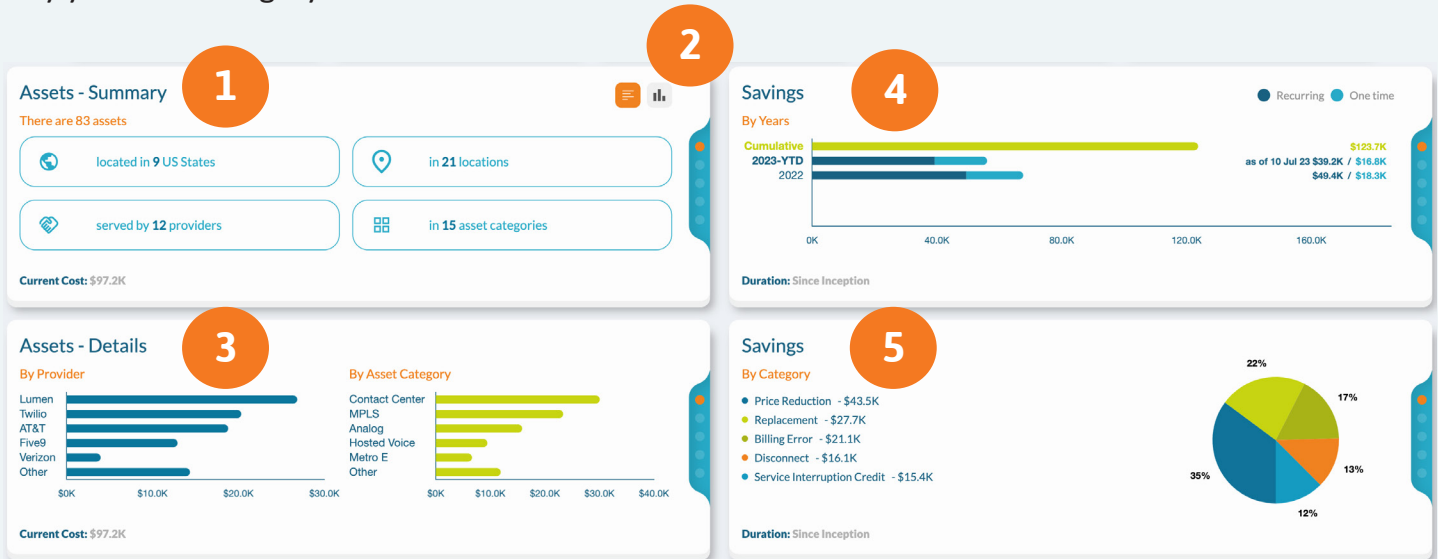 1
2
Assets - Summary
There are 83 assets
located in 9 US States
in 21 locations
served by 12 providers
in 15 asset categories
Current Cost: $97.2K
4
Savings
Recurring
One time
By Years
Cumulative $123.7K
2023-YTD as of 10 Jul 23 $39.2K / $16.8K
2022 $49.4K / $18.3K
0K 40.0K 80.0K 120.0K 160.0K
Duration: Since Inception
3
Assets - Details
By Provider
Lumen
Twilio
AT&T
Five9
Verizon
Other
$0K $10.0K $20.0K $30.0K
By Asset Category
Contact Center
MPLS
Analog
Hosted Voice
Metro E
Other
$0K $10.0K $20.0K $30.0K $40.0K
Current Cost: $97.2K
5
Savings
By Category
Price Reduction - $43.5K
Replacement - $27.7K
Billing Error - $21.1K
Disconnect - $16.1K
Service Interruption Credit - $15.4K
22%
17%
13%
12%
35%
Duration: Since Inception